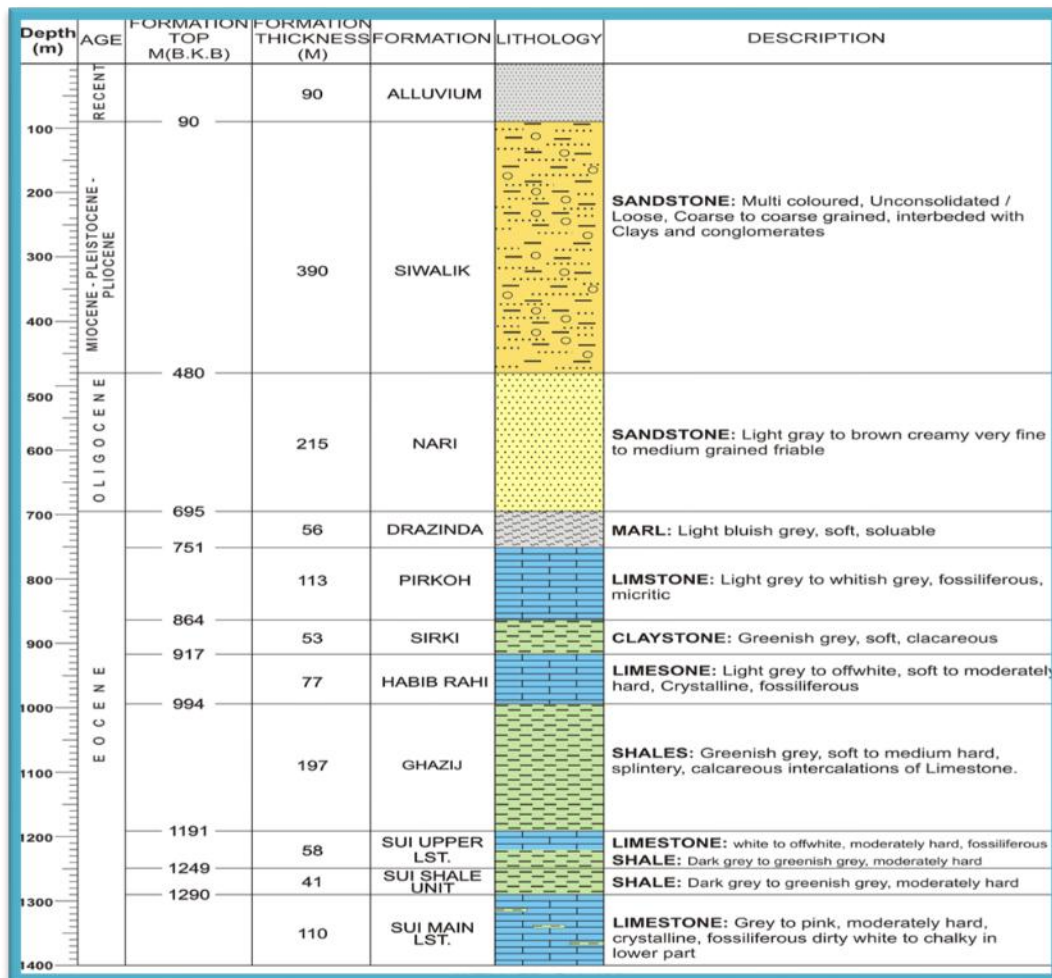 Depth (m)
AGE
FORMATION TOP M(B.K.B)
FORMATION THICKNESS (M)
FORMATION
LITHOLOGY
DESCRIPTION
RECENT
90
ALLUVIUM
90
100
200
300
400
MIOCENE - PLEISTOCENE - PLIOCENE
390
SIWALIK
SANDSTONE: Multi coloured, Unconsolidated /
Loose, Coarse to coarse grained, interbeded with
Clays and conglomerates
480
500
600
OLIGOCENE
215
NARI
SANDSTONE: Light gray to brown creamy very fine
to medium grained friable
695
700
EOCENE
56
DRAZINDA
MARL: Light bluish grey, soft, soluable
751
800
113
PIRKOH
LIMSTONE: Light grey to whitish grey, fossiliferous,
micritic
864
900
53
SIRKI
CLAYSTONE: Greenish grey, soft, clacareous
917
77
HABIB RAHI
LIMESONE: Light grey to offwhite, soft to moderately
hard, Crystalline, fossiliferous
994
1000
1100
197
GHAZIJ
SHALES: Greenish grey, soft to medium hard,
splintery, calcareous intercalations of Limestone.
1191
1200
58
SUI UPPER
LST.
LIMESTONE: white to offwhite, moderately hard, fossiliferous
SHALE: Dark grey to greenish grey, moderately hard
1249
41
SUI SHALE
UNIT
SHALE: Dark grey to greenish grey, moderately hard
1290
1300
110
SUI MAIN
LST.
LIMESTONE: Grey to pink, moderately hard,
crystalline, fossiliferous dirty white to chalky in
lower part
1400